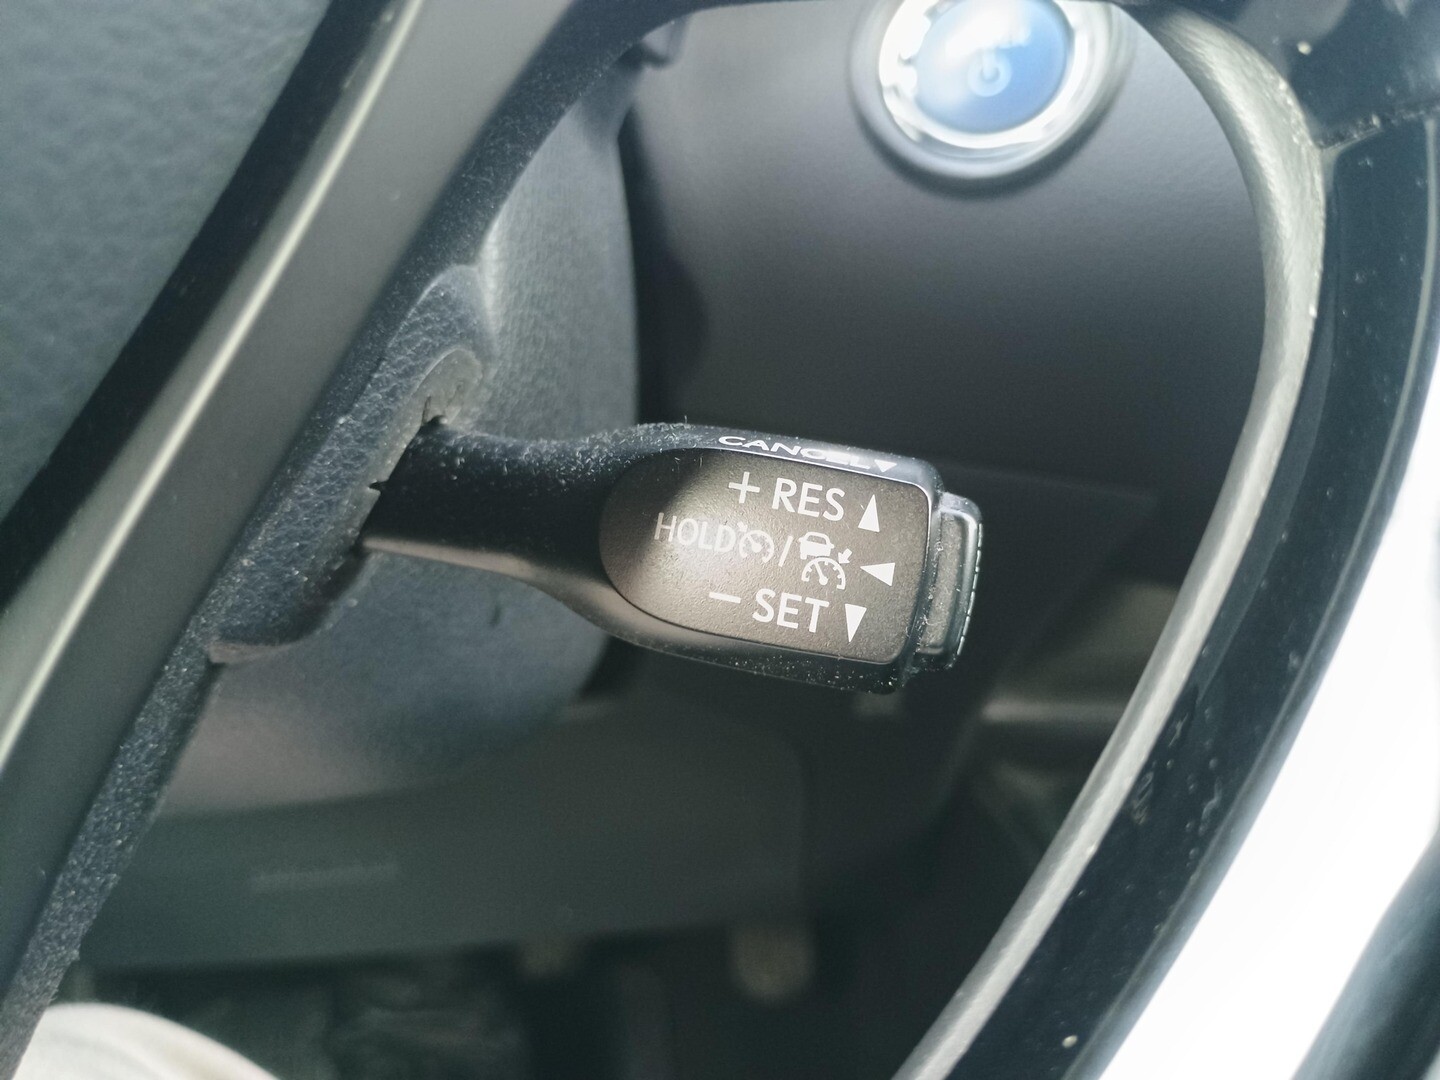 CANCEL
+ RES
HOLD /
− SET